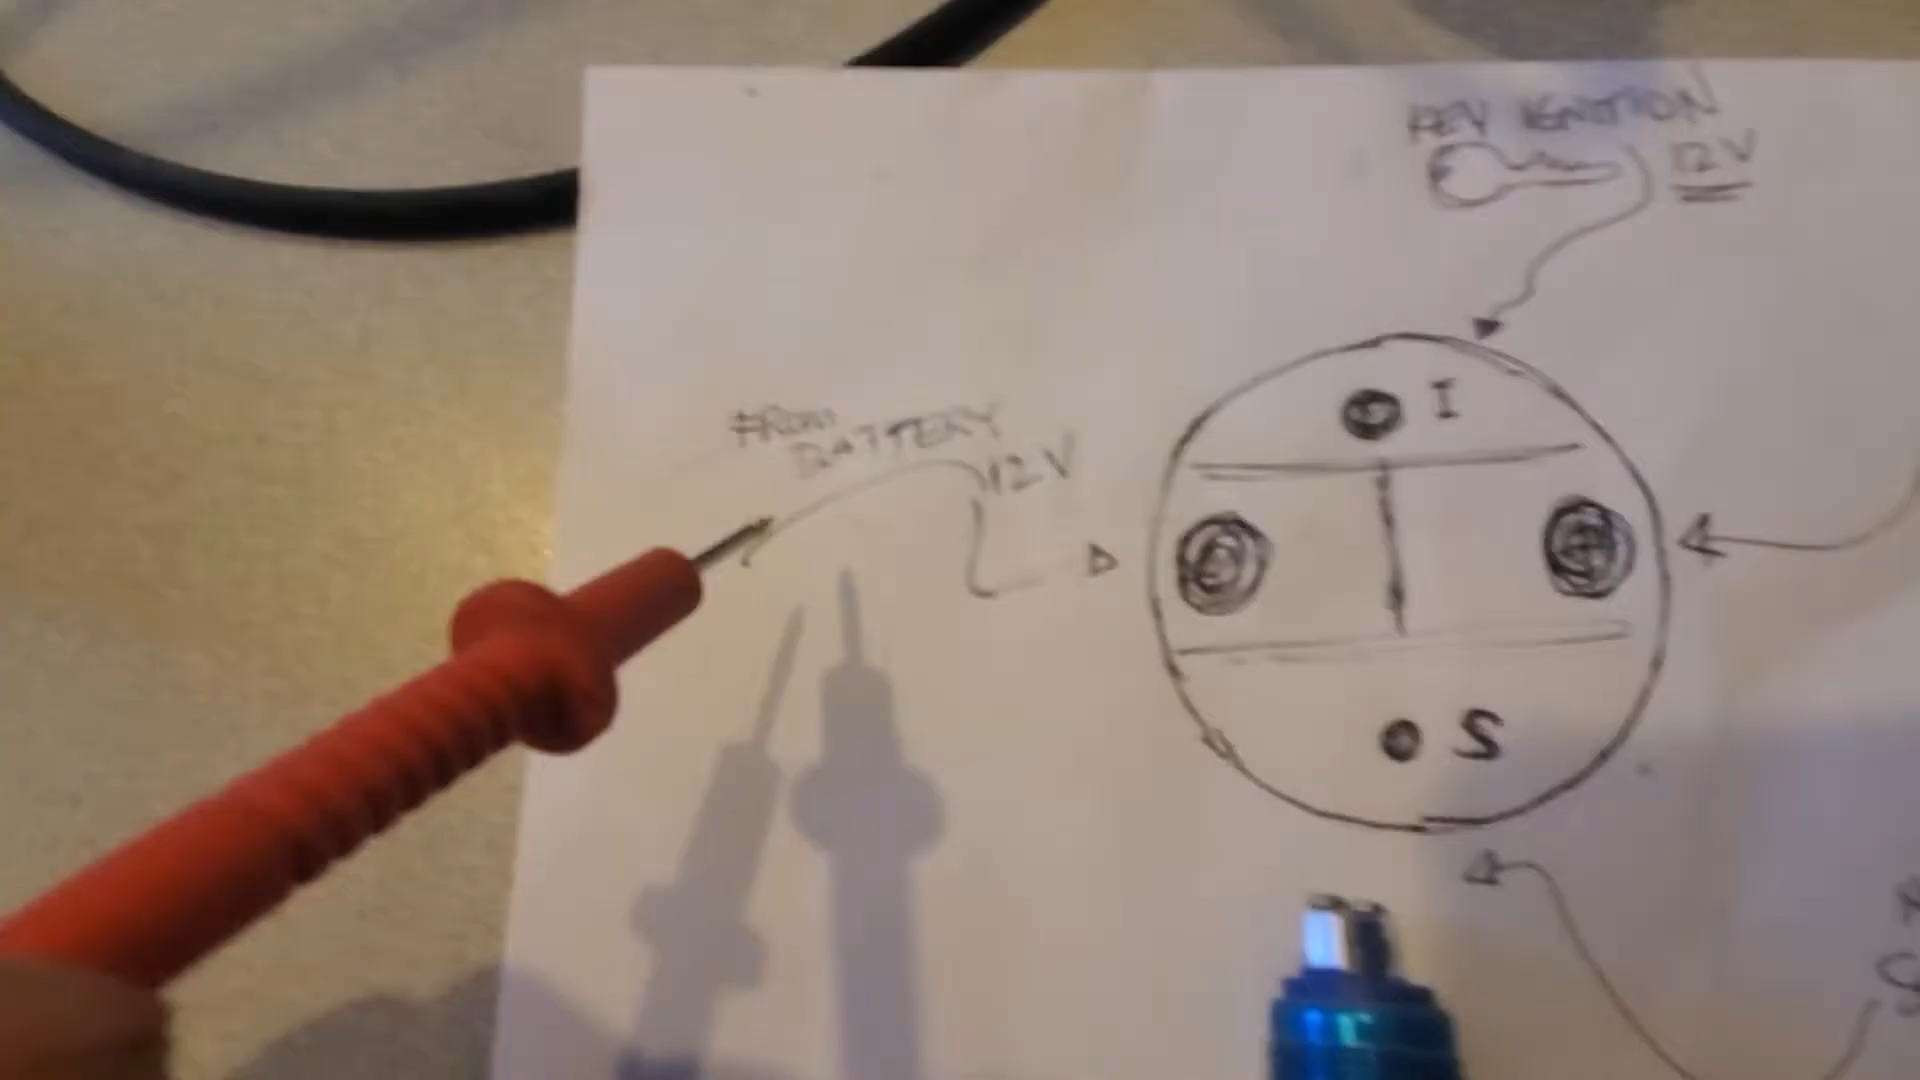 KEY IGNITION
12V
FROM
BATTERY
12V
I
S